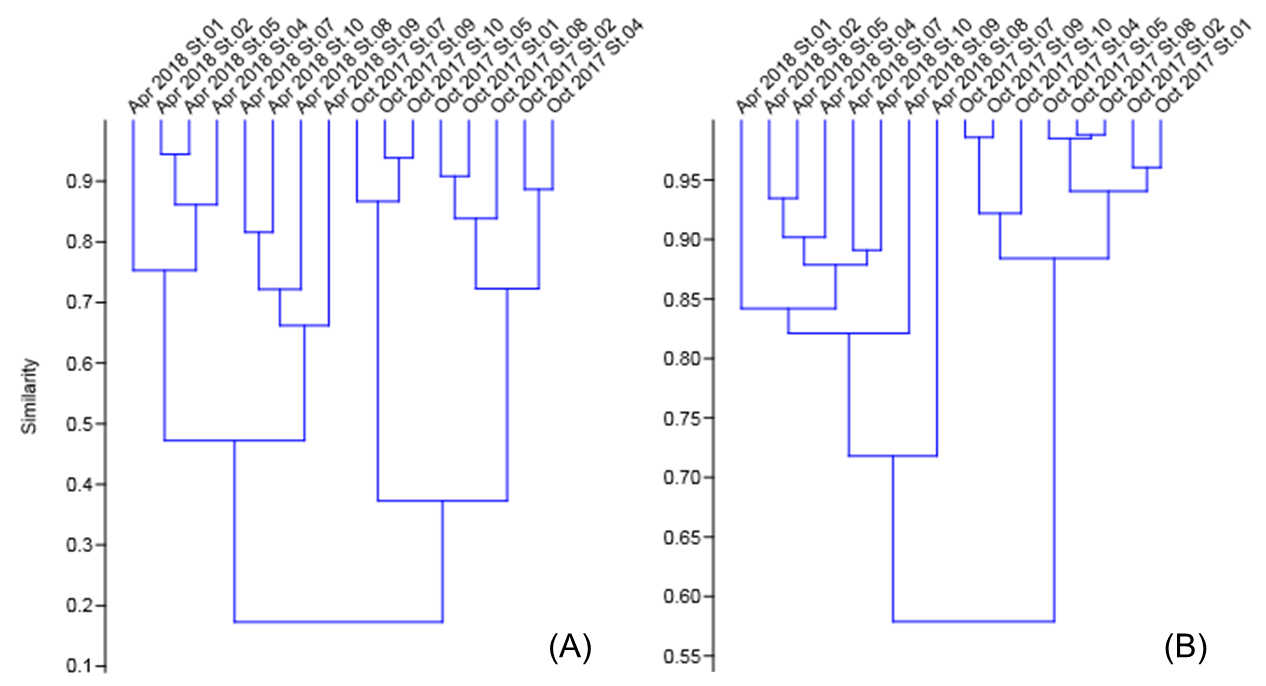 Apr 2018 St.01
Apr 2018 St.02
Apr 2018 St.05
Apr 2018 St.04
Apr 2018 St.07
Apr 2018 St.10
Apr 2018 St.08
Apr 2018 St.09
Oct 2017 St.07
Oct 2017 St.09
Oct 2017 St.10
Oct 2017 St.05
Oct 2017 St.01
Oct 2017 St.08
Oct 2017 St.02
Oct 2017 St.04
0.9
0.8
0.7
0.6
0.5
0.4
0.3
0.2
0.1
Similarity
(A)
Apr 2018 St.01
Apr 2018 St.02
Apr 2018 St.05
Apr 2018 St.04
Apr 2018 St.07
Apr 2018 St.10
Apr 2018 St.09
Apr 2018 St.08
Oct 2017 St.07
Oct 2017 St.09
Oct 2017 St.10
Oct 2017 St.04
Oct 2017 St.05
Oct 2017 St.08
Oct 2017 St.02
Oct 2017 St.01
0.95
0.90
0.85
0.80
0.75
0.70
0.65
0.60
0.55
(B)